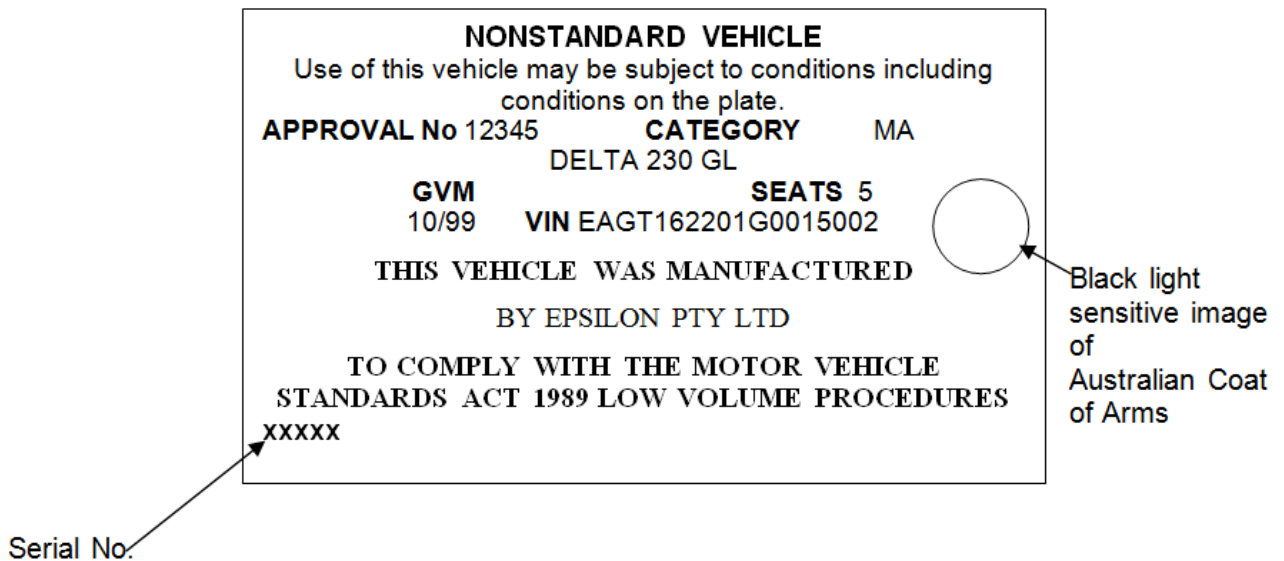 NONSTANDARD VEHICLE
Use of this vehicle may be subject to conditions including
conditions on the plate.
APPROVAL No 12345 CATEGORY MA
DELTA 230 GL
GVM SEATS 5
10/99 VIN EAGT162201G0015002
THIS VEHICLE WAS MANUFACTURED
BY EPSILON PTY LTD
TO COMPLY WITH THE MOTOR VEHICLE
STANDARDS ACT 1989 LOW VOLUME PROCEDURES
xxxxx
Black light
sensitive image
of
Australian Coat
of Arms
Serial No.